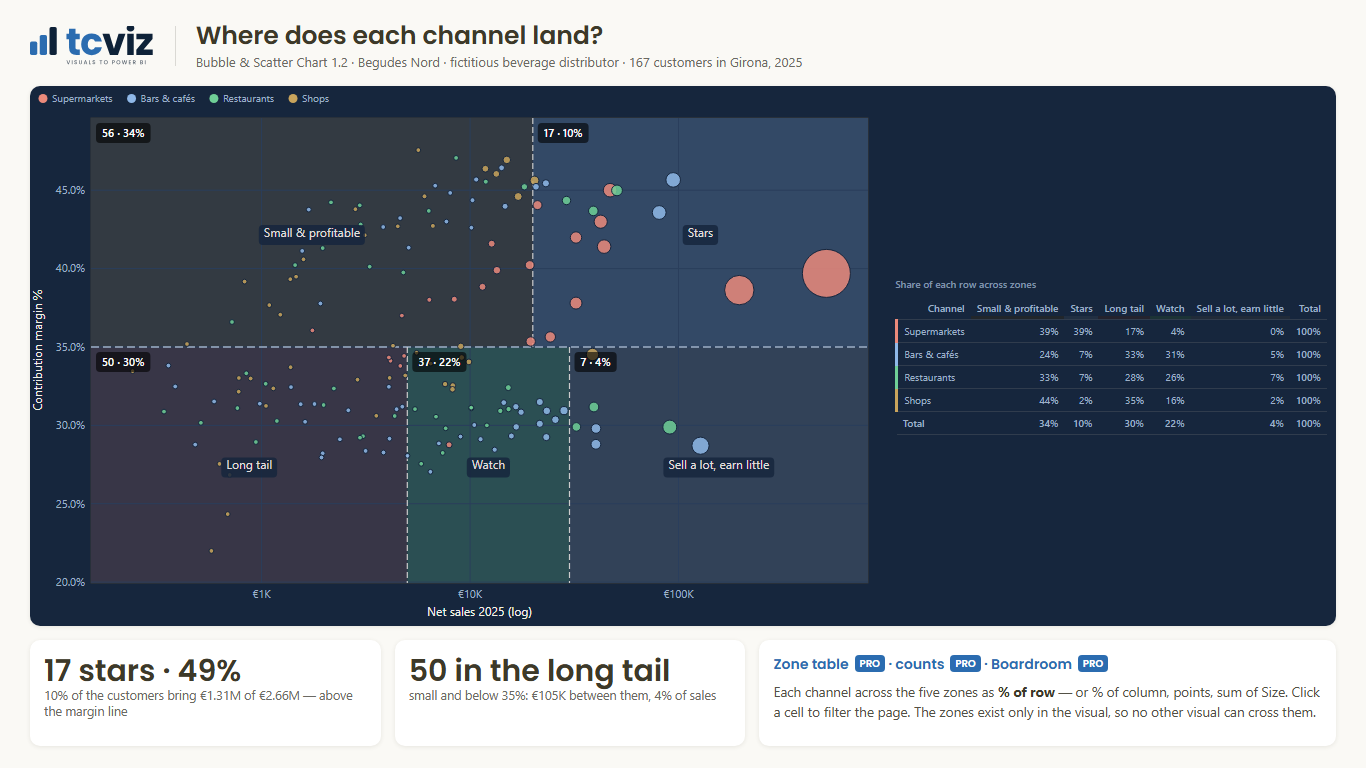 tcviz
VISUALS TO POWER BI
Where does each channel land?
Bubble & Scatter Chart 1.2 · Begudes Nord · fictitious beverage distributor · 167 customers in Girona, 2025
Supermarkets Bars & cafés Restaurants Shops
56 · 34% 17 · 10%
45.0%
Small & profitable Stars
40.0%
35.0%
50 · 30% 37 · 22% 7 · 4%
Contribution margin %
30.0%
Long tail Watch Sell a lot, earn little
25.0%
20.0%
€1K €10K €100K
Net sales 2025 (log)
Share of each row across zones
Channel Small & profitable Stars Long tail Watch Sell a lot, earn little Total
Supermarkets 39% 39% 17% 4% 0% 100%
Bars & cafés 24% 7% 33% 31% 5% 100%
Restaurants 33% 7% 28% 26% 7% 100%
Shops 44% 2% 35% 16% 2% 100%
Total 34% 10% 30% 22% 4% 100%
17 stars · 49%
10% of the customers bring €1.31M of €2.66M — above
the margin line
50 in the long tail
small and below 35%: €105K between them, 4% of sales
Zone table PRO · counts PRO · Boardroom PRO
Each channel across the five zones as % of row — or % of column, points, sum of Size. Click
a cell to filter the page. The zones exist only in the visual, so no other visual can cross them.